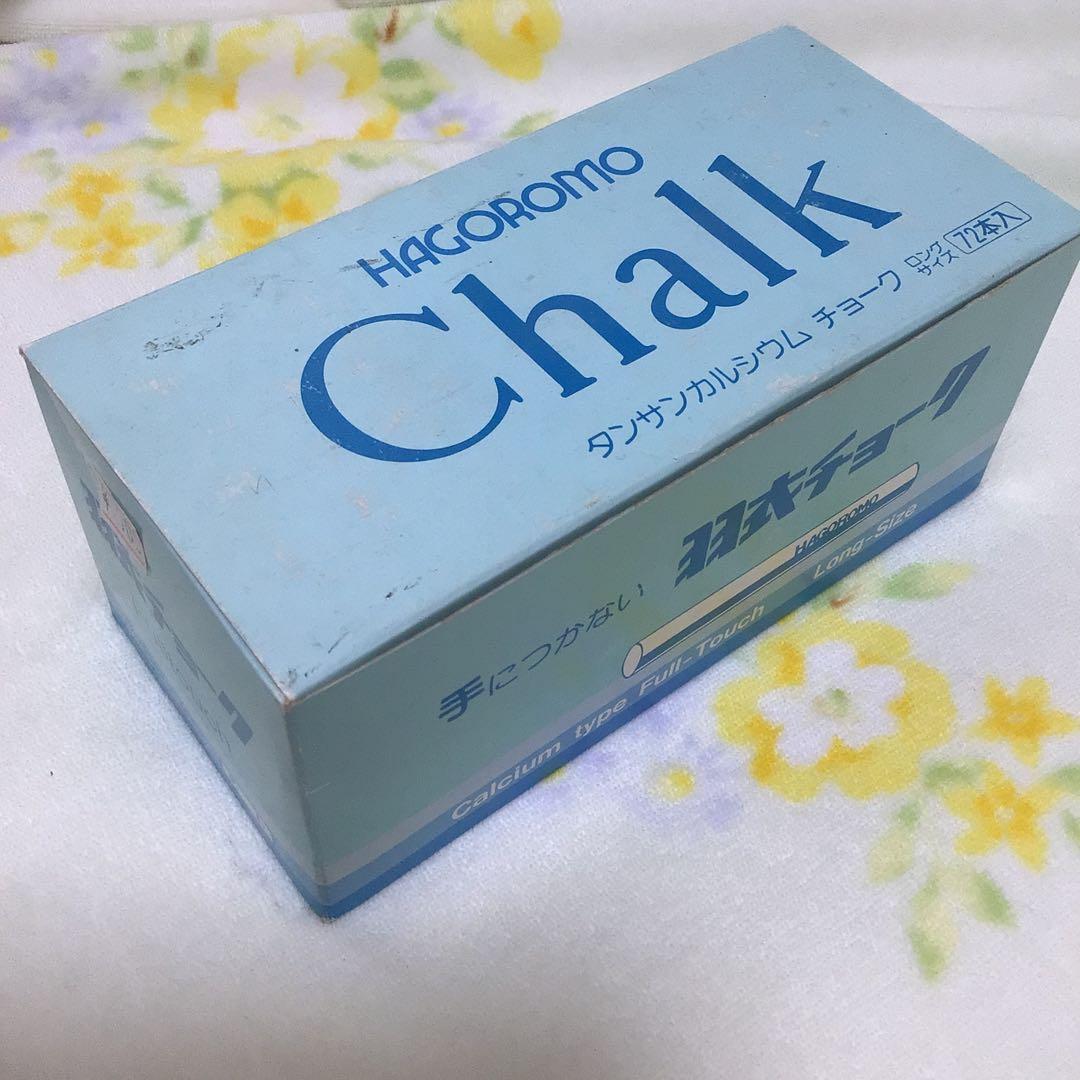 HAGOROMO
Chalk
タンサンカルシウム チョーク ロングサイズ 72本入
手につかない 羽衣チョーク
HAGOROMO
Calcium type Full-Touch Long-Size